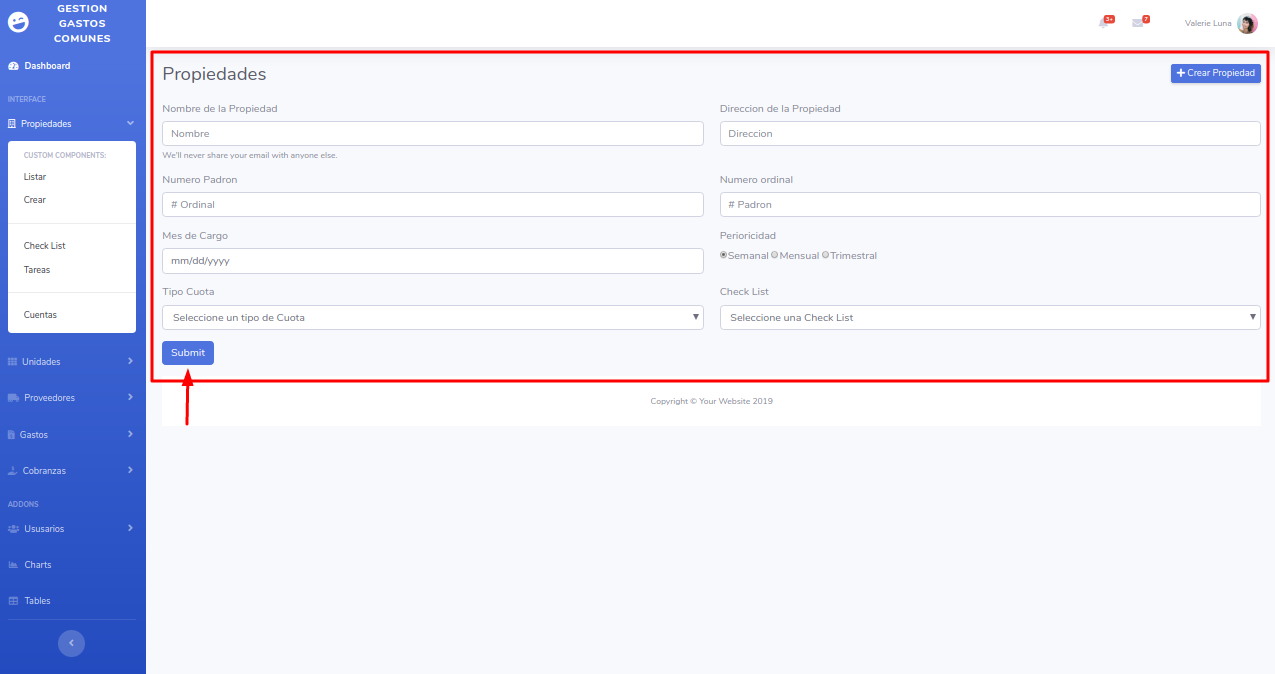 GESTION
GASTOS
COMUNES
Dashboard
INTERFACE
Propiedades
CUSTOM COMPONENTS:
Listar
Crear
Check List
Tareas
Cuentas
Unidades
Proveedores
Gastos
Cobranzas
ADDONS
Ususarios
Charts
Tables
3+
7
Valerie Luna
Propiedades
Crear Propiedad
Nombre de la Propiedad
Direccion de la Propiedad
Nombre
Direccion
We'll never share your email with anyone else.
Numero Padron
Numero ordinal
# Ordinal
# Padron
Mes de Cargo
Perioricidad
mm/dd/yyyy
Semanal Mensual Trimestral
Tipo Cuota
Check List
Seleccione un tipo de Cuota
Seleccione una Check List
Submit
Copyright © Your Website 2019